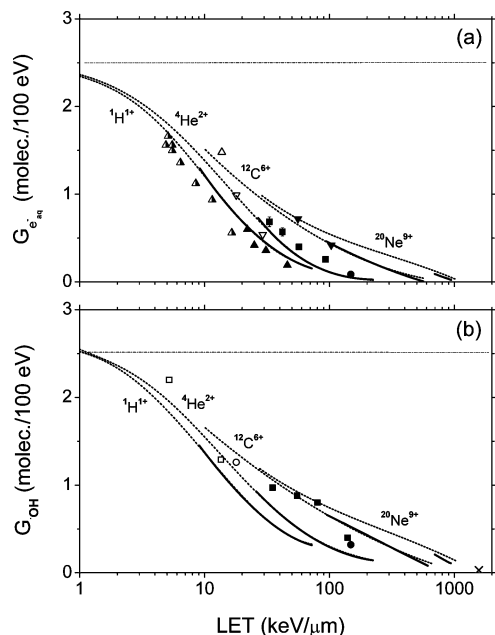 (a)
3
2
1
0
G e⁻aq (molec./100 eV)
¹H¹⁺
⁴He²⁺
¹²C⁶⁺
²⁰Ne⁹⁺
(b)
3
2
1
0
G·OH (molec./100 eV)
¹H¹⁺
⁴He²⁺
¹²C⁶⁺
²⁰Ne⁹⁺
1 10 100 1000
LET (keV/μm)